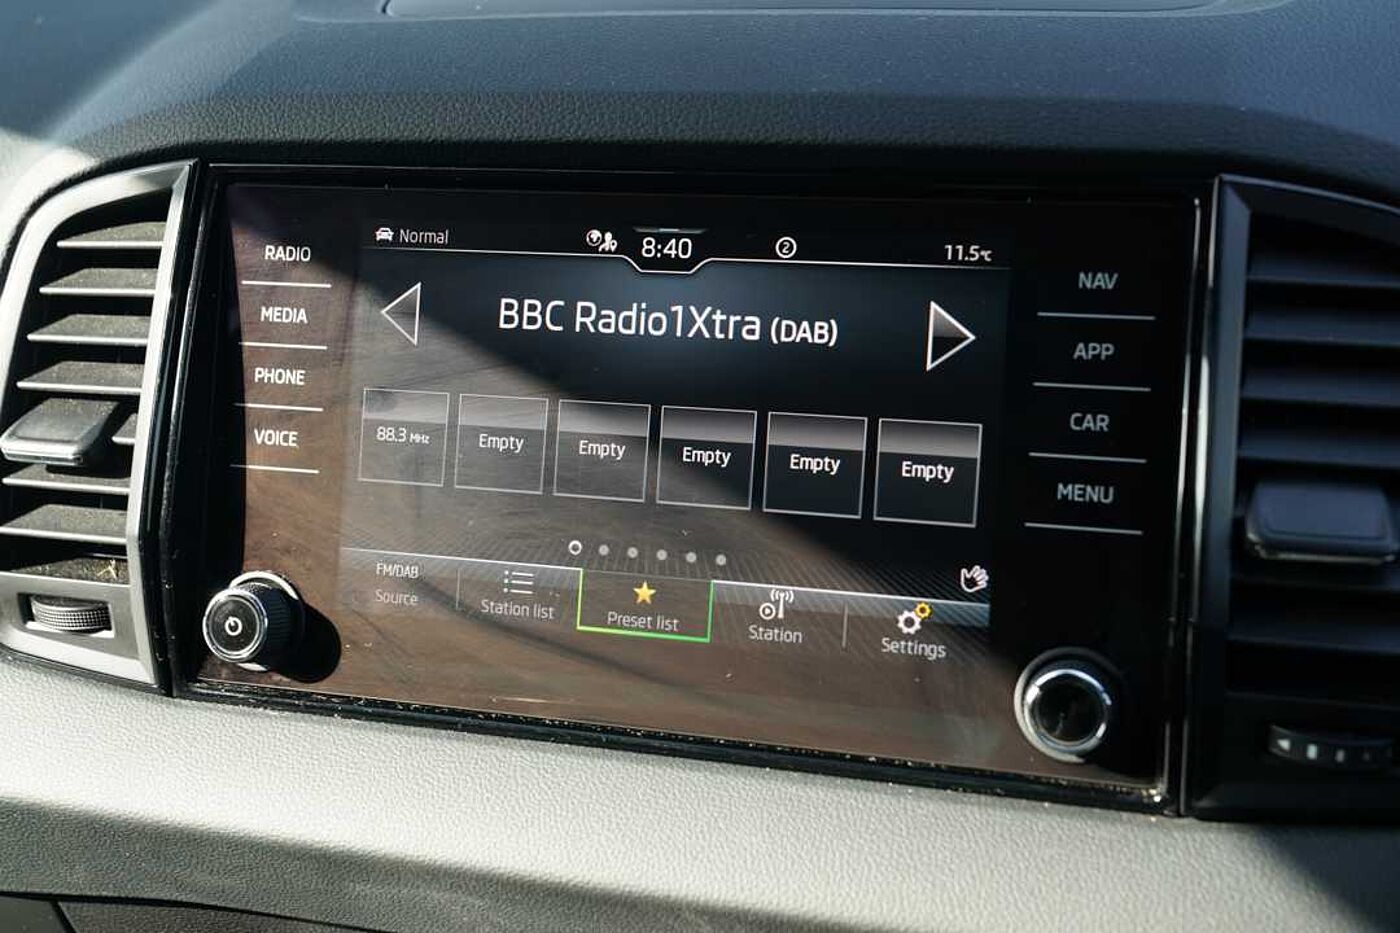 Normal
8:40
2
11.5°C
RADIO
MEDIA
PHONE
VOICE
BBC Radio1Xtra (DAB)
NAV
APP
CAR
MENU
88.3 MHz
Empty
Empty
Empty
Empty
Empty
FM/DAB
Source
Station list
Preset list
Station
Settings